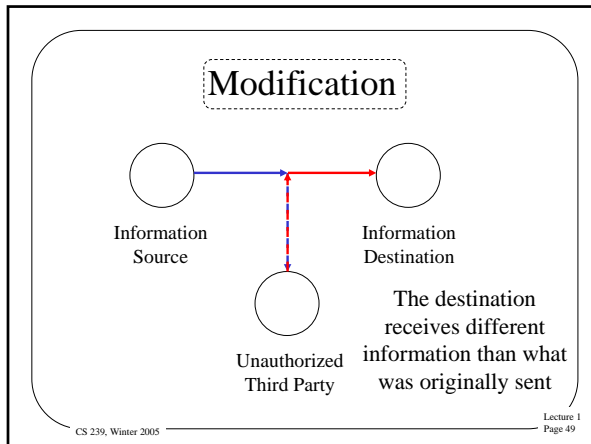 Modification
Information
Source
Information
Destination
Unauthorized
Third Party
The destination
receives different
information than what
was originally sent
CS 239, Winter 2005
Lecture 1
Page 49